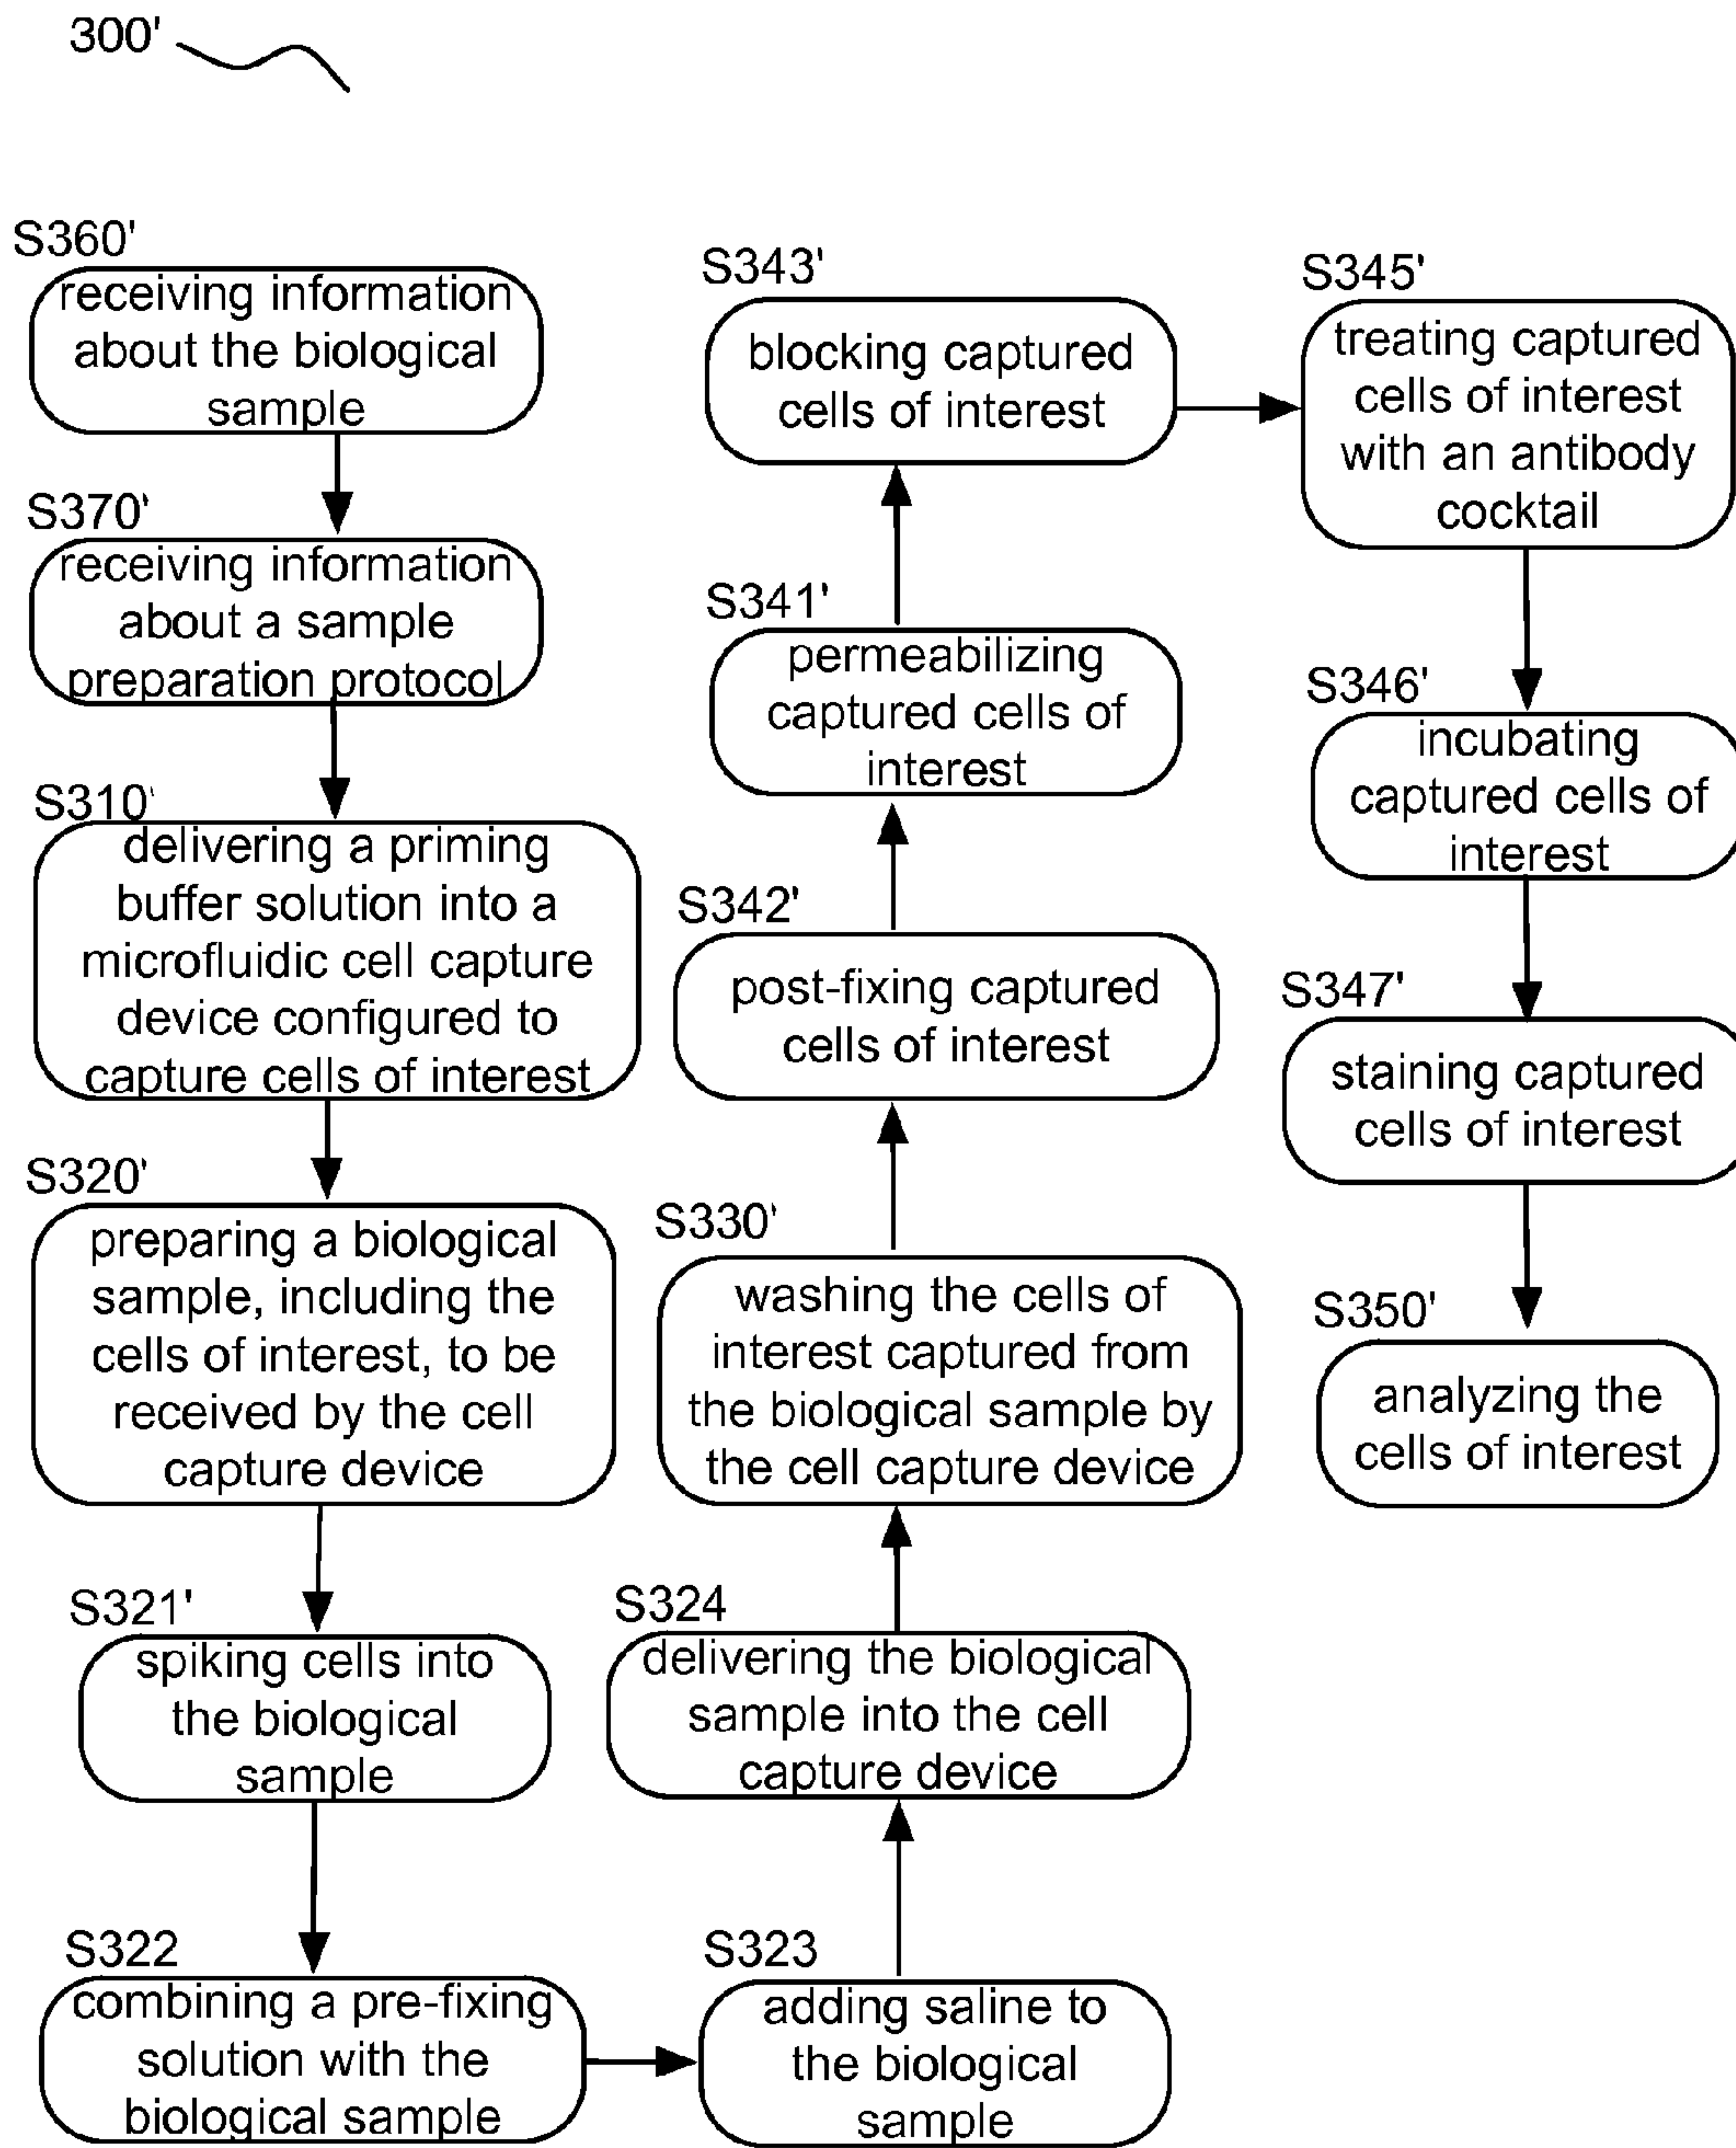 300'
S360'
receiving information
about the biological
sample
S370'
receiving information
about a sample
preparation protocol
S310'
delivering a priming
buffer solution into a
microfluidic cell capture
device configured to
capture cells of interest
S320'
preparing a biological
sample, including the
cells of interest, to be
received by the cell
capture device
S321'
spiking cells into
the biological
sample
S322
combining a pre-fixing
solution with the
biological sample
S323
adding saline to
the biological
sample
S324
delivering the biological
sample into the cell
capture device
S330'
washing the cells of
interest captured from
the biological sample by
the cell capture device
S342'
post-fixing captured
cells of interest
S341'
permeabilizing
captured cells of
interest
S343'
blocking captured
cells of interest
S345'
treating captured
cells of interest
with an antibody
cocktail
S346'
incubating
captured cells of
interest
S347'
staining captured
cells of interest
S350'
analyzing the
cells of interest